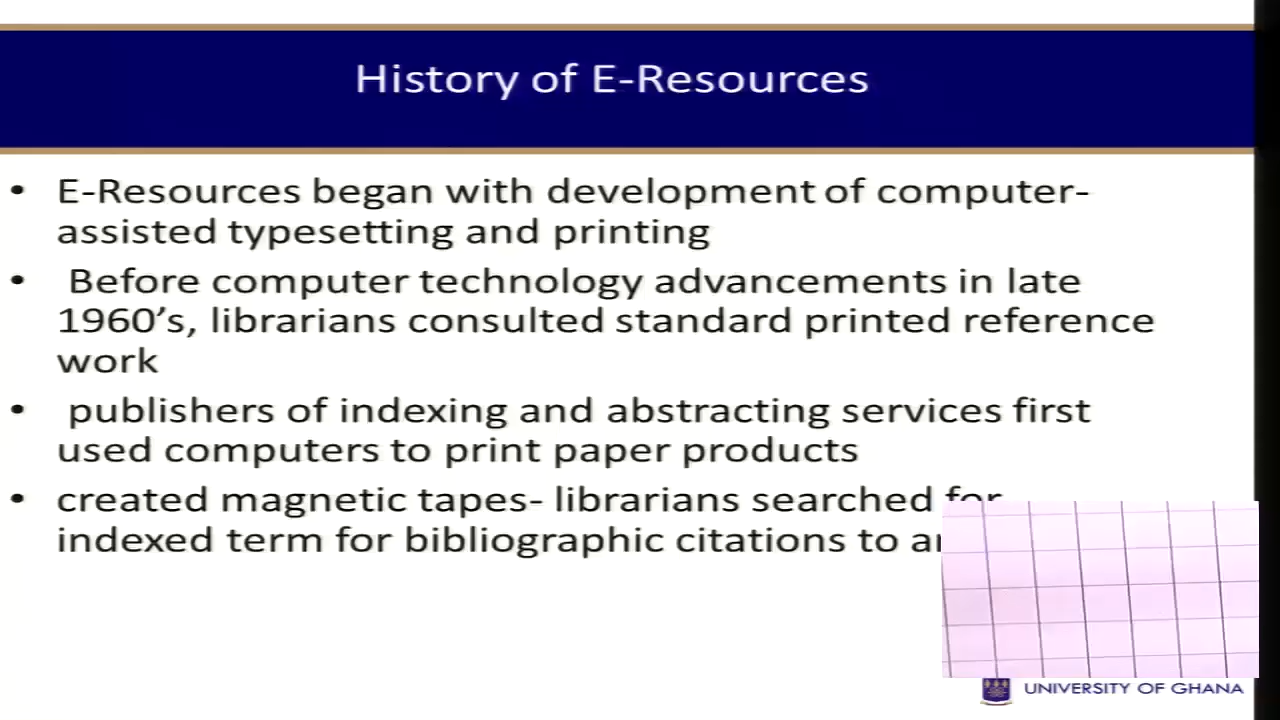 History of E-Resources
• E-Resources began with development of computer-
assisted typesetting and printing
• Before computer technology advancements in late
1960’s, librarians consulted standard printed reference
work
• publishers of indexing and abstracting services first
used computers to print paper products
• created magnetic tapes- librarians searched for
indexed term for bibliographic citations to
UNIVERSITY OF GHANA